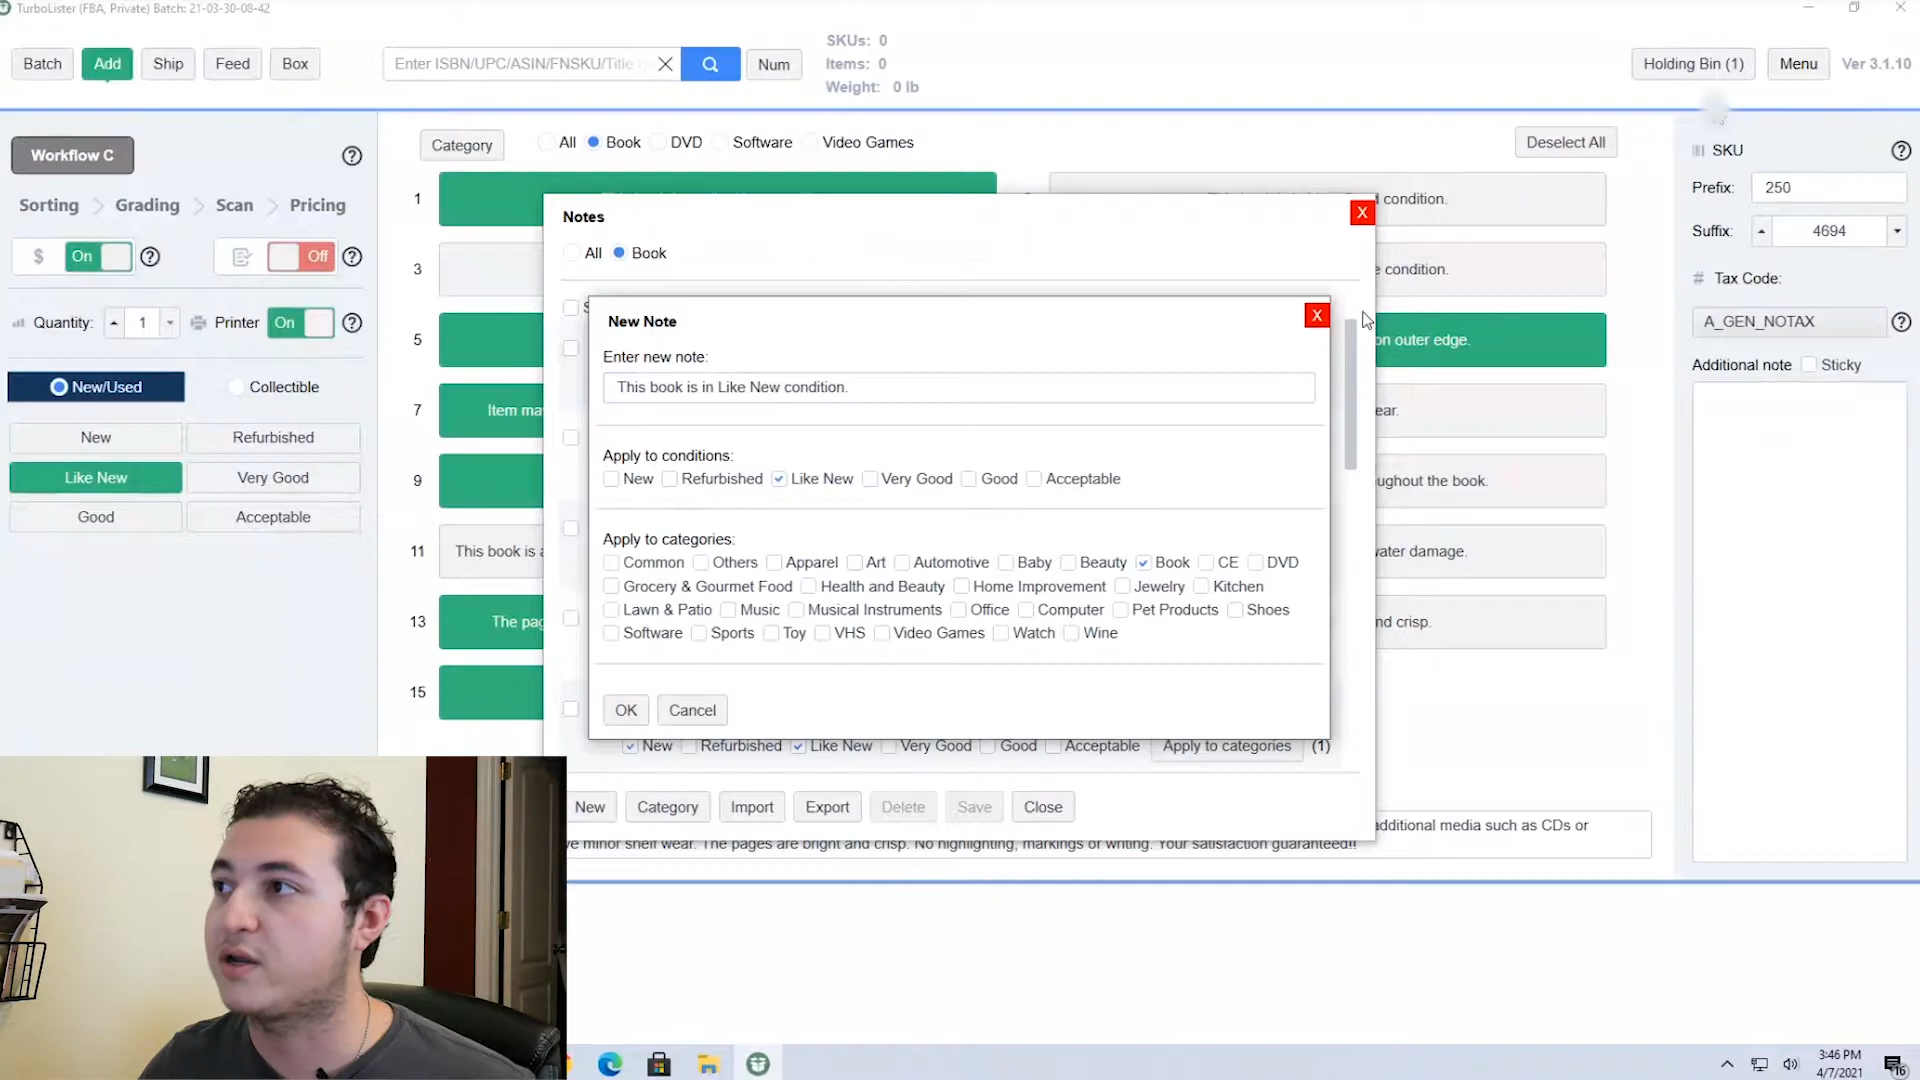 TurboLister (FBA, Private) Batch: 21-03-30-08-42
Batch Add Ship Feed Box
Enter ISBN/UPC/ASIN/FNSKU/Title
Num
SKUs: 0
Items: 0
Weight: 0 lb
Holding Bin (1) Menu Ver 3.1.10
Workflow C ?
Sorting Grading Scan Pricing
$ On ? Off ?
Quantity: 1 Printer On ?
New/Used Collectible
New Refurbished
Like New Very Good
Good Acceptable
Category All Book DVD Software Video Games Deselect All
1 condition.
3 condition.
5 on outer edge.
7 Item
9 ughout the book.
11 This book is water damage.
13 The nd crisp.
15
Notes X
All Book
New Note X
Enter new note:
This book is in Like New condition.
Apply to conditions:
New Refurbished Like New Very Good Good Acceptable
Apply to categories:
Common Others Apparel Art Automotive Baby Beauty Book CE DVD
Grocery & Gourmet Food Health and Beauty Home Improvement Jewelry Kitchen
Lawn & Patio Music Musical Instruments Office Computer Pet Products Shoes
Software Sports Toy VHS Video Games Watch Wine
OK Cancel
New Refurbished Like New Very Good Good Acceptable Apply to categories (1)
New Category Import Export Delete Save Close
additional media such as CDs or
minor shelf wear. The pages are bright and crisp. No highlighting, markings or writing. Your satisfaction guaranteed!!
SKU ?
Prefix: 250
Suffix: 4694
# Tax Code:
A_GEN_NOTAX ?
Additional note Sticky
3:46 PM
4/7/2021
16